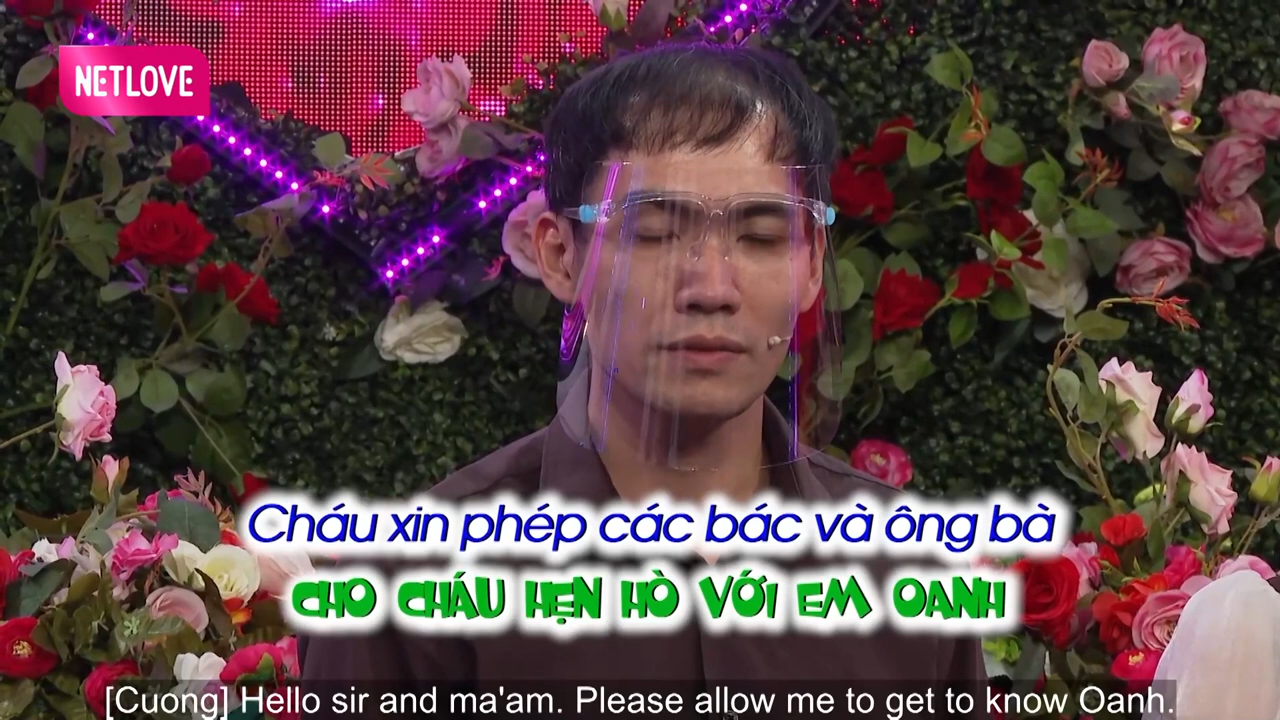 NETLOVE
Cháu xin phép các bác và ông bà
CHO CHÁU HẸN HÒ VỚI EM OANH
[Cuong] Hello sir and ma'am. Please allow me to get to know Oanh.